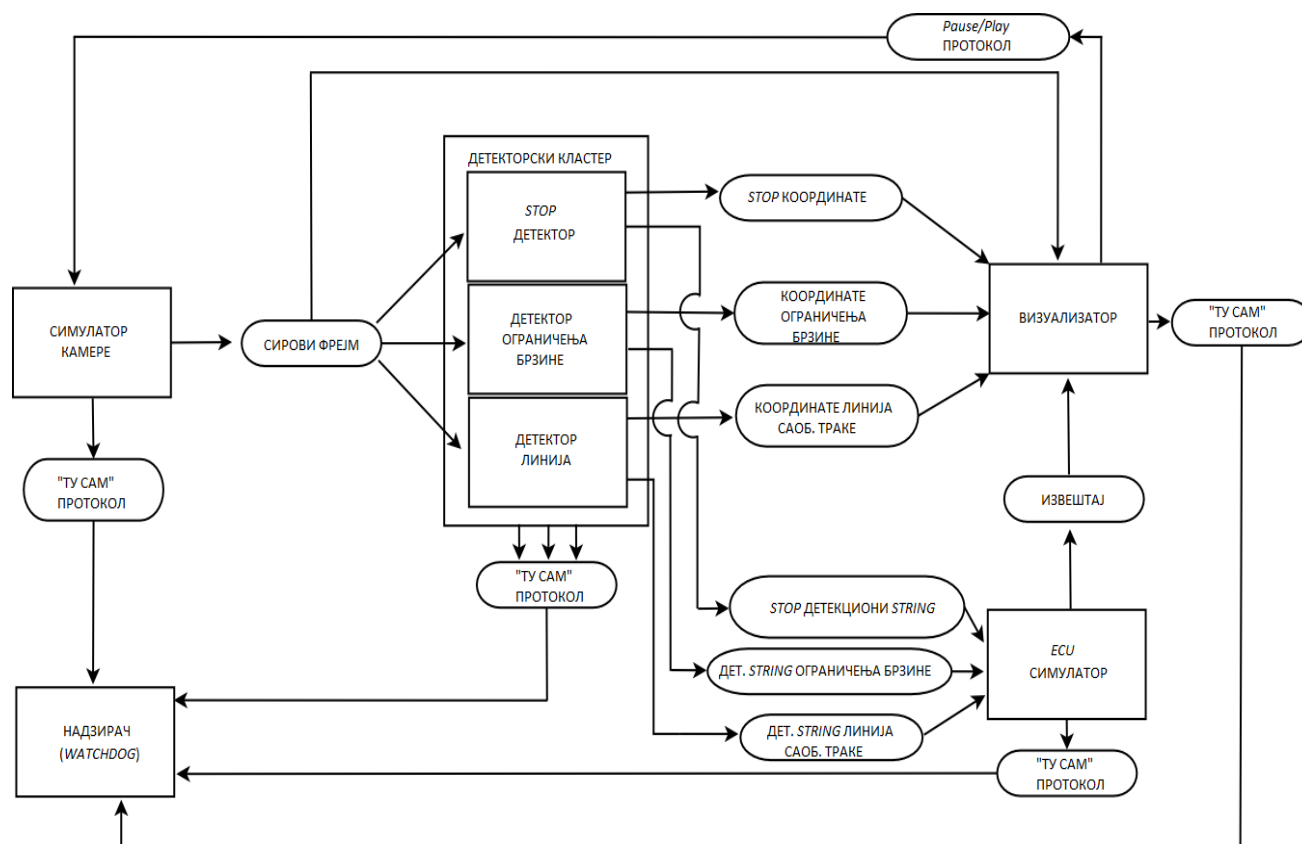 Pause/Play
ПРОТОКОЛ
ДЕТЕКТОРСКИ КЛАСТЕР
STOP
ДЕТЕКТОР
STOP КООРДИНАТЕ
СИМУЛАТОР
КАМЕРЕ
СИРОВИ ФРЕЈМ
ДЕТЕКТОР
ОГРАНИЧЕЊА
БРЗИНЕ
КООРДИНАТЕ
ОГРАНИЧЕЊА
БРЗИНЕ
ВИЗУАЛИЗАТОР
"ТУ САМ"
ПРОТОКОЛ
ДЕТЕКТОР
ЛИНИЈА
КООРДИНАТЕ ЛИНИЈА
САОБ. ТРАКЕ
"ТУ САМ"
ПРОТОКОЛ
ИЗВЕШТАЈ
"ТУ САМ"
ПРОТОКОЛ
STOP ДЕТЕКЦИОНИ STRING
ДЕТ. STRING ОГРАНИЧЕЊА БРЗИНЕ
ECU
СИМУЛАТОР
НАДЗИРАЧ
(WATCHDOG)
ДЕТ. STRING ЛИНИЈА
САОБ. ТРАКЕ
"ТУ САМ"
ПРОТОКОЛ